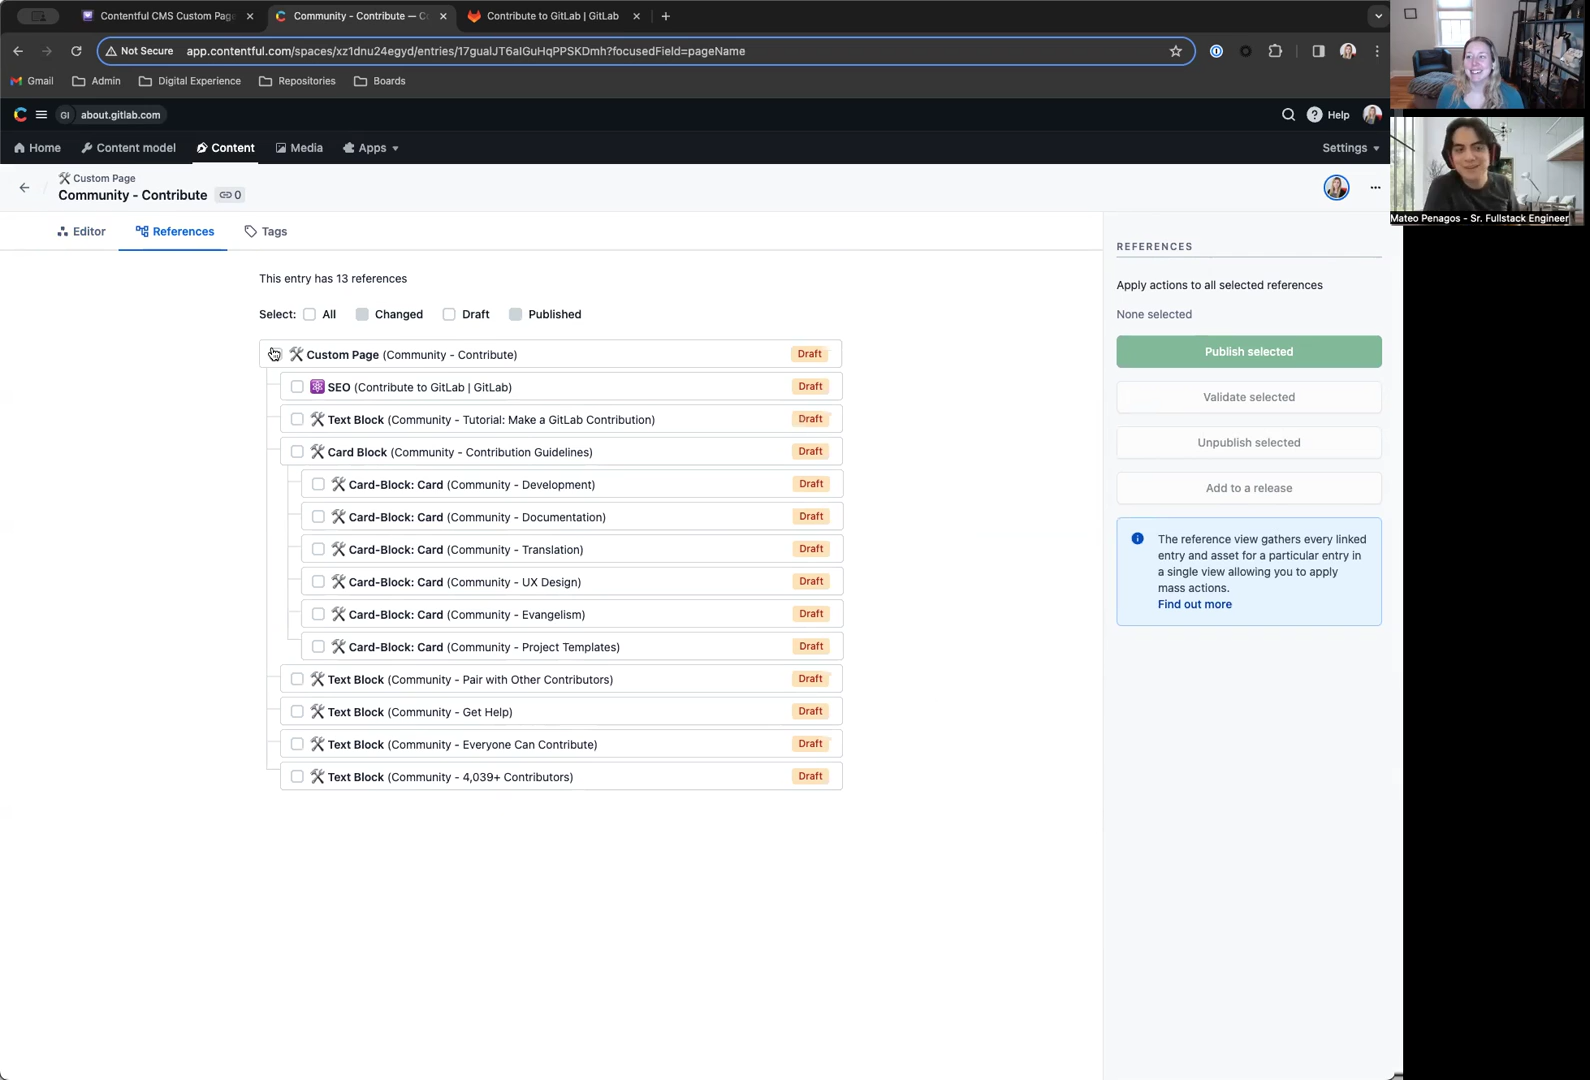 Contentful CMS Custom Pag
Community - Contribute — Co
Contribute to GitLab | GitLab
Not Secure
app.contentful.com/spaces/xz1dnu24egyd/entries/17gualJT6alGuHqPPSKDmh?focusedField=pageName
Gmail
Admin
Digital Experience
Repositories
Boards
GI
about.gitlab.com
Help
Home
Content model
Content
Media
Apps
Settings
Custom Page
Community - Contribute
0
Editor
References
Tags
This entry has 13 references
Select:
All
Changed
Draft
Published
Custom Page (Community - Contribute) Draft
SEO (Contribute to GitLab | GitLab) Draft
Text Block (Community - Tutorial: Make a GitLab Contribution) Draft
Card Block (Community - Contribution Guidelines) Draft
Card-Block: Card (Community - Development) Draft
Card-Block: Card (Community - Documentation) Draft
Card-Block: Card (Community - Translation) Draft
Card-Block: Card (Community - UX Design) Draft
Card-Block: Card (Community - Evangelism) Draft
Card-Block: Card (Community - Project Templates) Draft
Text Block (Community - Pair with Other Contributors) Draft
Text Block (Community - Get Help) Draft
Text Block (Community - Everyone Can Contribute) Draft
Text Block (Community - 4,039+ Contributors) Draft
REFERENCES
Apply actions to all selected references
None selected
Publish selected
Validate selected
Unpublish selected
Add to a release
The reference view gathers every linked
entry and asset for a particular entry in
a single view allowing you to apply
mass actions.
Find out more
Mateo Penagos - Sr. Fullstack Engineer